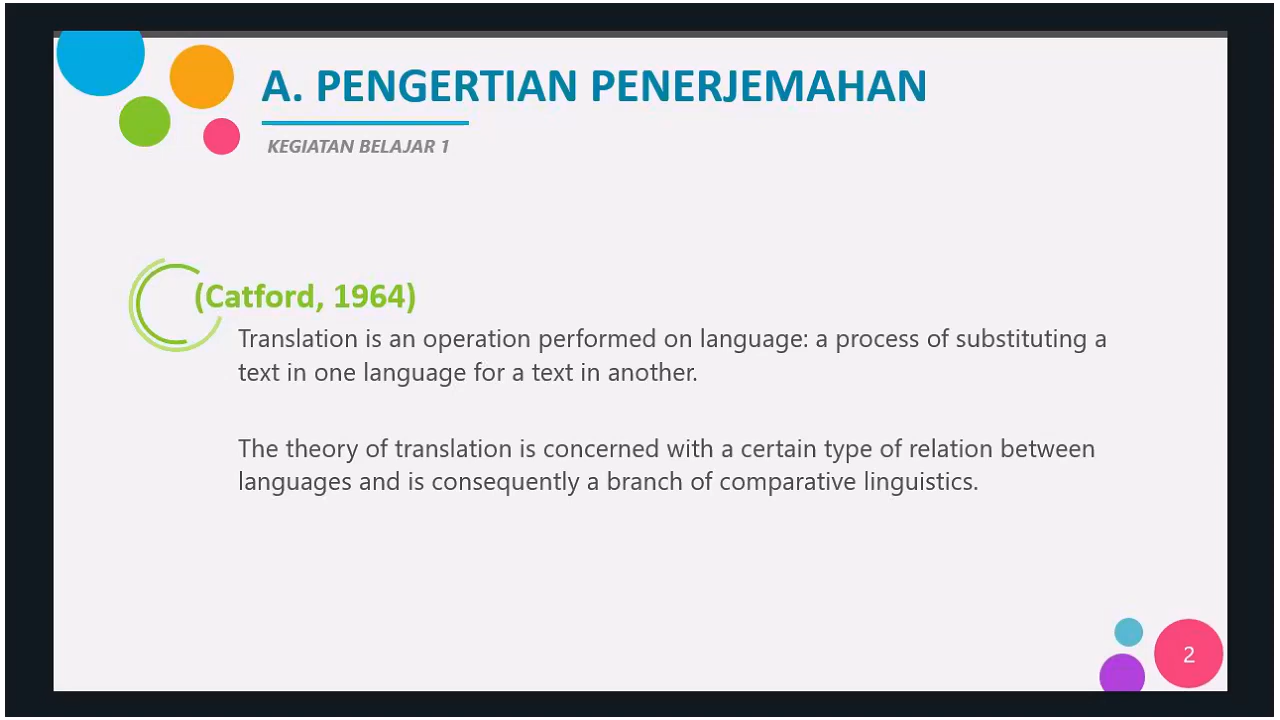 A. PENGERTIAN PENERJEMAHAN
KEGIATAN BELAJAR 1
(Catford, 1964)
Translation is an operation performed on language: a process of substituting a
text in one language for a text in another.
The theory of translation is concerned with a certain type of relation between
languages and is consequently a branch of comparative linguistics.
2